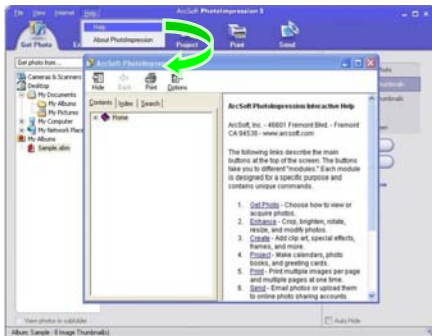 File View Internet Help ArcSoft PhotoImpression 5
Help
About PhotoImpression
Get Photo Project Print Send
Get photo from...
Cameras & Scanners
Desktop
My Documents
My Albums
My Pictures
My Computer
My Network Place
My Albums
Sample.abm
ArcSoft PhotoImpression
Hide Back Print Options
Contents Index Search
Home
ArcSoft PhotoImpression Interactive Help
ArcSoft, Inc. - 46601 Fremont Blvd. - Fremont
CA 94538 - www.arcsoft.com
The following links describe the main
buttons at the top of the screen. The buttons
take you to different "modules." Each module
is designed for a specific purpose and
contains unique commands.
1. Get Photo - Choose how to view or
acquire photos.
2. Enhance - Crop, brighten, rotate,
resize, and modify photos.
3. Create - Add clip art, special effects,
frames, and more.
4. Project - Make calendars, photo
books, and greeting cards.
5. Print - Print multiple images per page
and multiple pages at one time.
6. Send - Email photos or upload them
to online photo sharing accounts
View photos in subfolder
Auto Hide
Album: Sample - 8 Image Thumbnail(s)